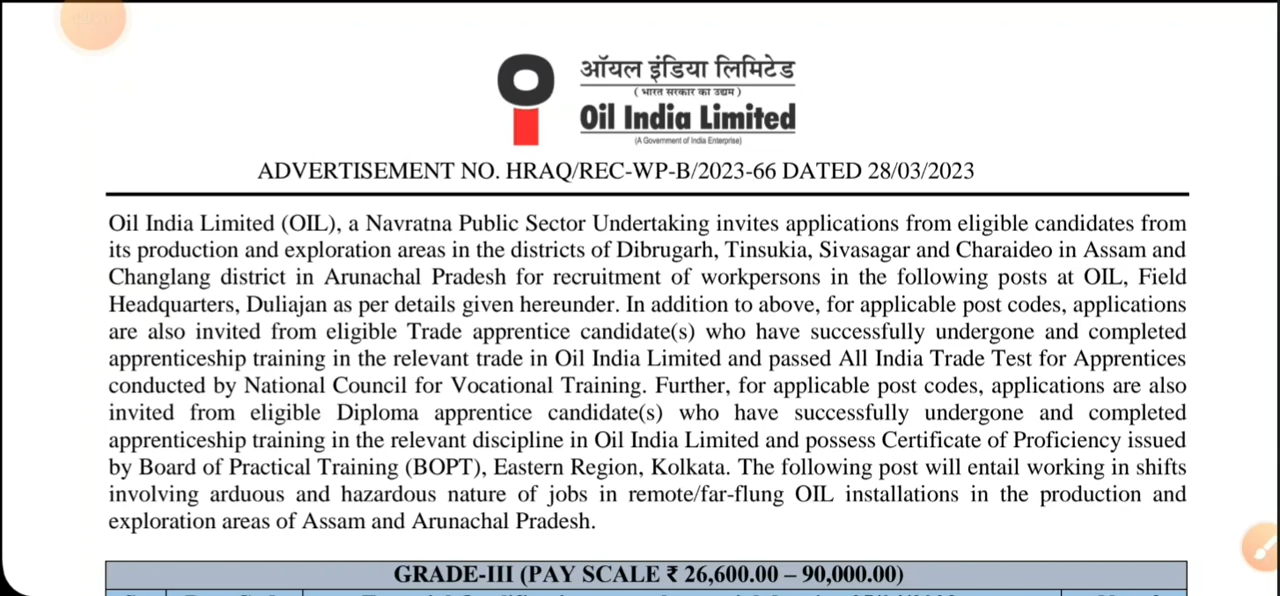 ऑयल इंडिया लिमिटेड
( भारत सरकार का उद्यम )
Oil India Limited
(A Government of India Enterprise)
ADVERTISEMENT NO. HRAQ/REC-WP-B/2023-66 DATED 28/03/2023
Oil India Limited (OIL), a Navratna Public Sector Undertaking invites applications from eligible candidates from
its production and exploration areas in the districts of Dibrugarh, Tinsukia, Sivasagar and Charaideo in Assam and
Changlang district in Arunachal Pradesh for recruitment of workpersons in the following posts at OIL, Field
Headquarters, Duliajan as per details given hereunder. In addition to above, for applicable post codes, applications
are also invited from eligible Trade apprentice candidate(s) who have successfully undergone and completed
apprenticeship training in the relevant trade in Oil India Limited and passed All India Trade Test for Apprentices
conducted by National Council for Vocational Training. Further, for applicable post codes, applications are also
invited from eligible Diploma apprentice candidate(s) who have successfully undergone and completed
apprenticeship training in the relevant discipline in Oil India Limited and possess Certificate of Proficiency issued
by Board of Practical Training (BOPT), Eastern Region, Kolkata. The following post will entail working in shifts
involving arduous and hazardous nature of jobs in remote/far-flung OIL installations in the production and
exploration areas of Assam and Arunachal Pradesh.
GRADE-III (PAY SCALE ₹ 26,600.00 – 90,000.00)